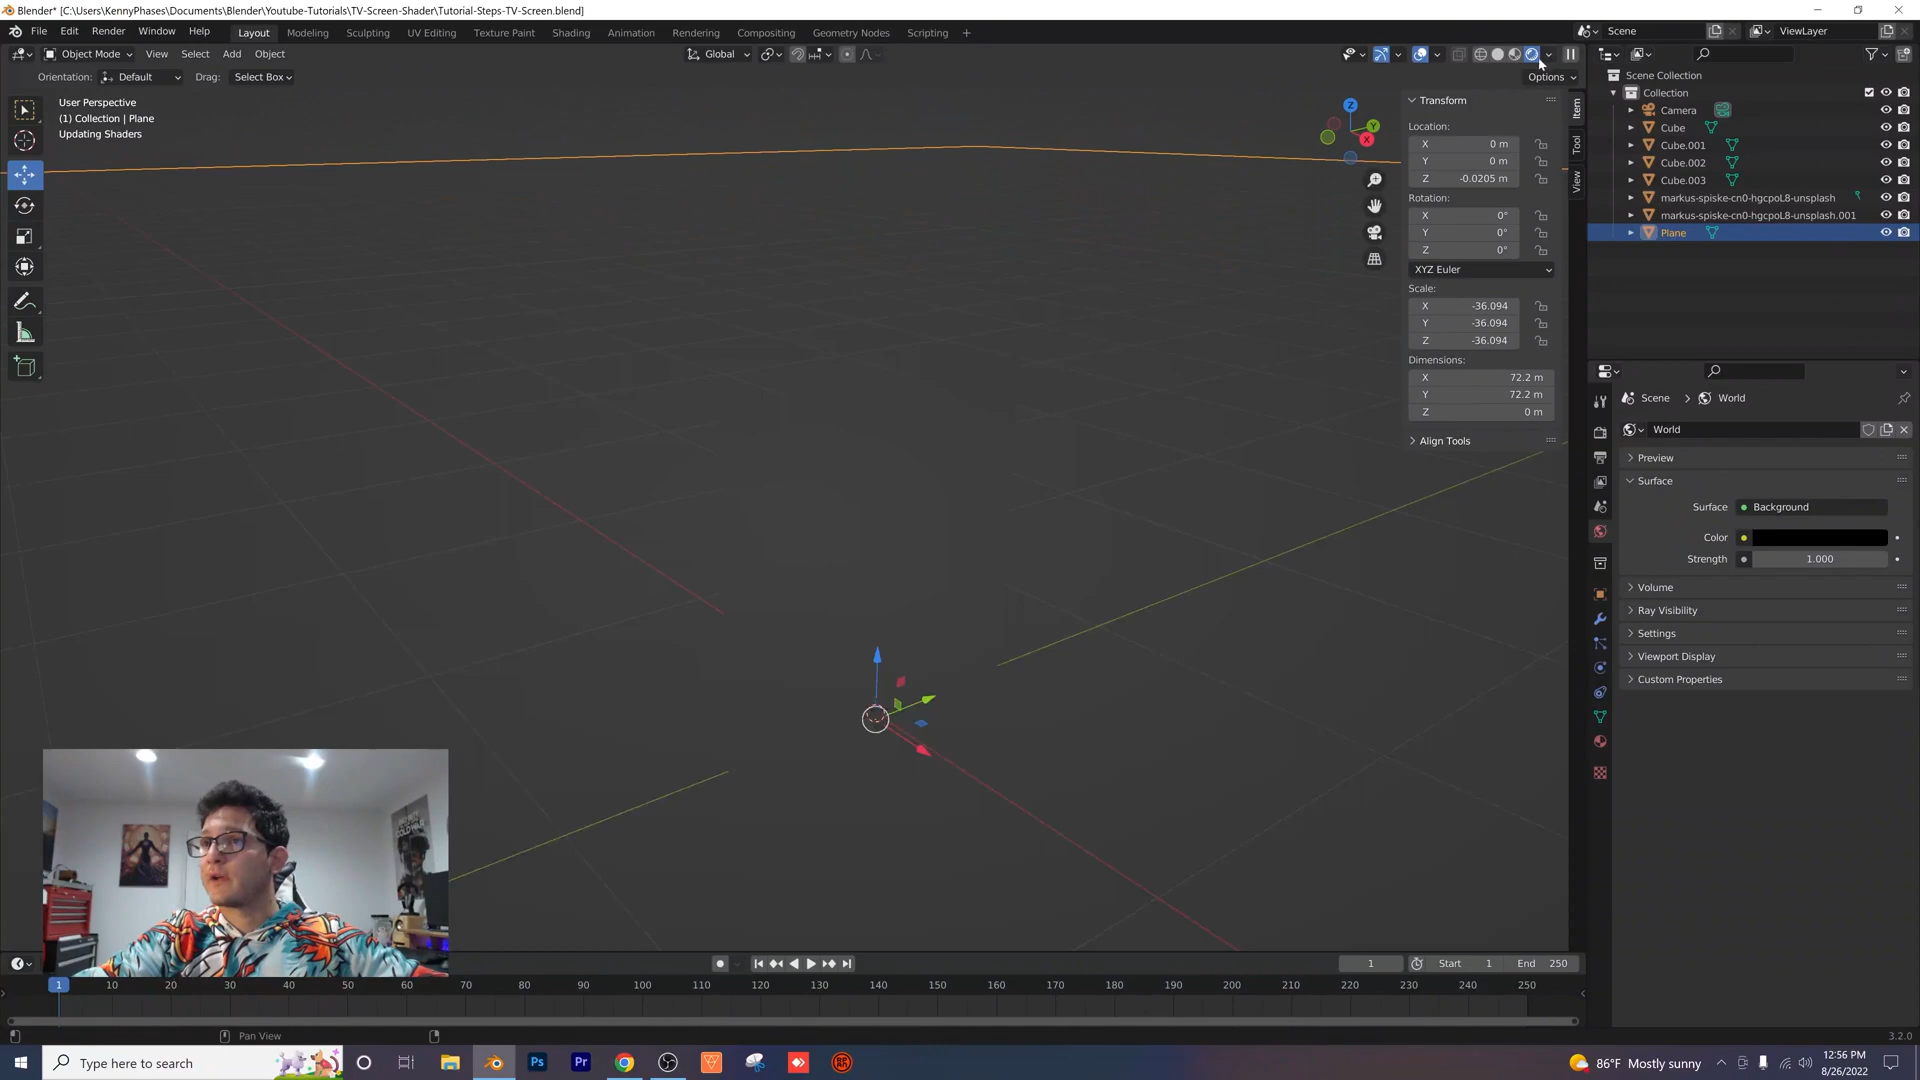 Blender* [C:\Users\KennyPhases\Documents\Blender\Youtube-Tutorials\TV-Screen-Shader\Tutorial-Steps-TV-Screen.blend]
File Edit Render Window Help Layout Modeling Sculpting UV Editing Texture Paint Shading Animation Rendering Compositing Geometry Nodes Scripting + Scene ViewLayer
Object Mode View Select Add Object Global
Orientation: Default Drag: Select Box Options
User Perspective
(1) Collection | Plane
Updating Shaders
Z
Y
X
Transform
Location:
X 0 m
Y 0 m
Z -0.0205 m
Rotation:
X 0°
Y 0°
Z 0°
XYZ Euler
Scale:
X -36.094
Y -36.094
Z -36.094
Dimensions:
X 72.2 m
Y 72.2 m
Z 0 m
Align Tools
Item
Tool
View
Scene Collection
Collection
Camera
Cube
Cube.001
Cube.002
Cube.003
markus-spiske-cn0-hgcpoL8-unsplash
markus-spiske-cn0-hgcpoL8-unsplash.001
Plane
Scene > World
World
Preview
Surface
Surface Background
Color
Strength 1.000
Volume
Ray Visibility
Settings
Viewport Display
Custom Properties
1 Start 1 End 250
1 10 20 30 40 50 60 70 80 90 100 110 120 130 140 150 160 170 180 190 200 210 220 230 240 250
Pan View 3.2.0
Type here to search Ps Pr 86°F Mostly sunny 12:56 PM
8/26/2022